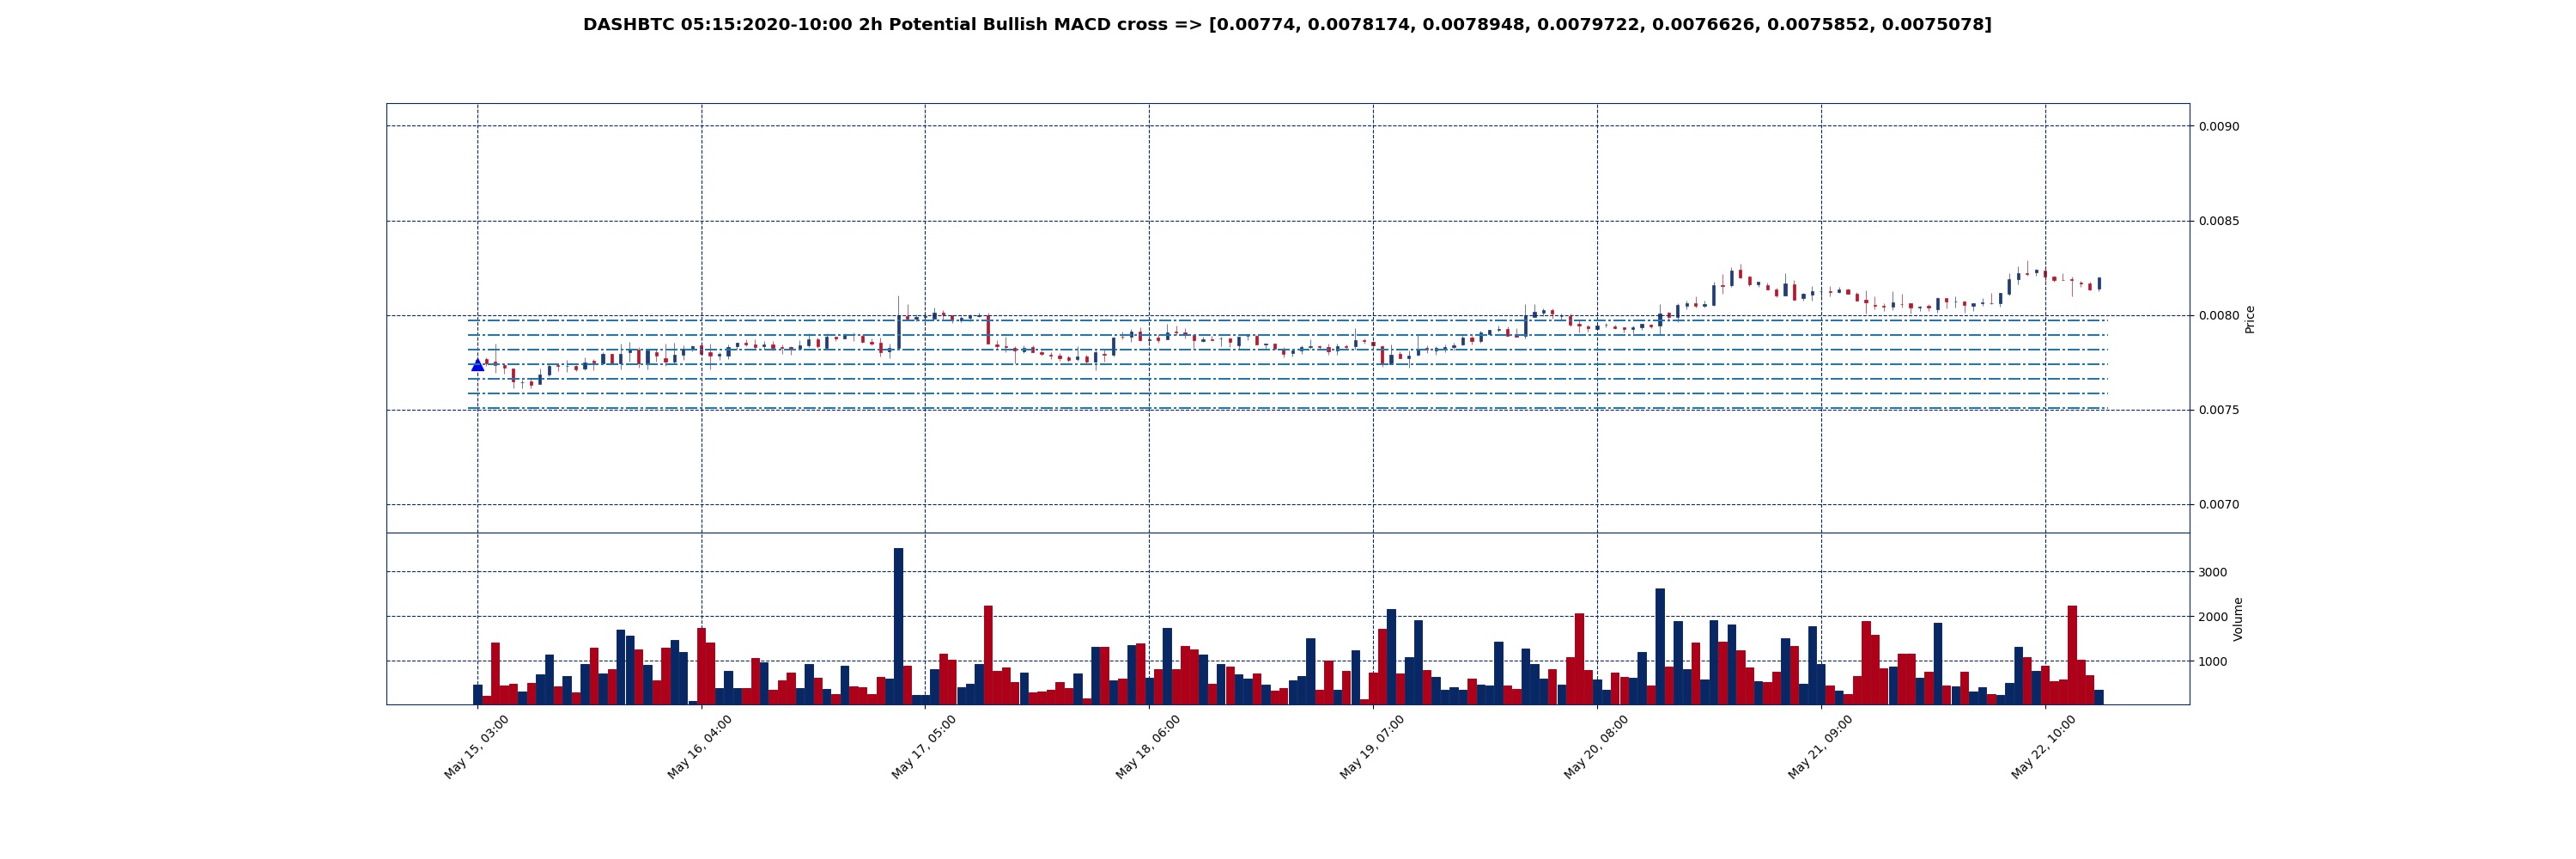 DASHBTC 05:15:2020-10:00 2h Potential Bullish MACD cross => [0.00774, 0.0078174, 0.0078948, 0.0079722, 0.0076626, 0.0075852, 0.0075078]
0.0090
0.0085
0.0080
0.0075
0.0070
Price
3000
2000
1000
Volume
May 15, 03:00
May 16, 04:00
May 17, 05:00
May 18, 06:00
May 19, 07:00
May 20, 08:00
May 21, 09:00
May 22, 10:00